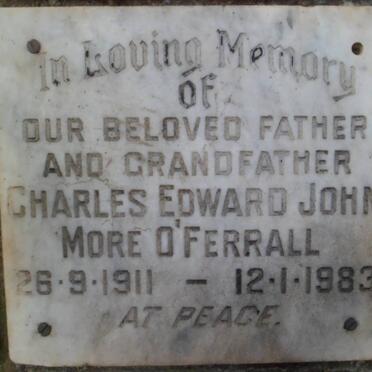 In Loving Memory
OF
OUR BELOVED FATHER
AND GRANDFATHER
CHARLES EDWARD JOHN
MORE O'FERRALL
26·9·1911 — 12·1·1983
AT PEACE.